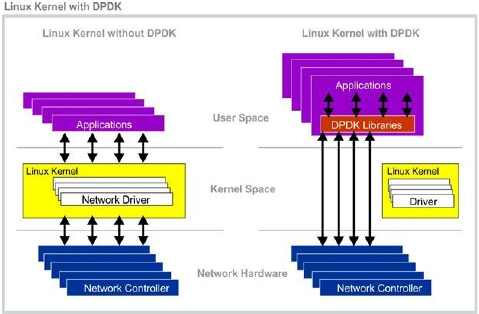 Linux Kernel with DPDK
Linux Kernel without DPDK
Linux Kernel with DPDK
Applications
User Space
Applications
DPDK Libraries
Linux Kernel
Network Driver
Kernel Space
Linux Kernel
Driver
Network Controller
Network Hardware
Network Controller